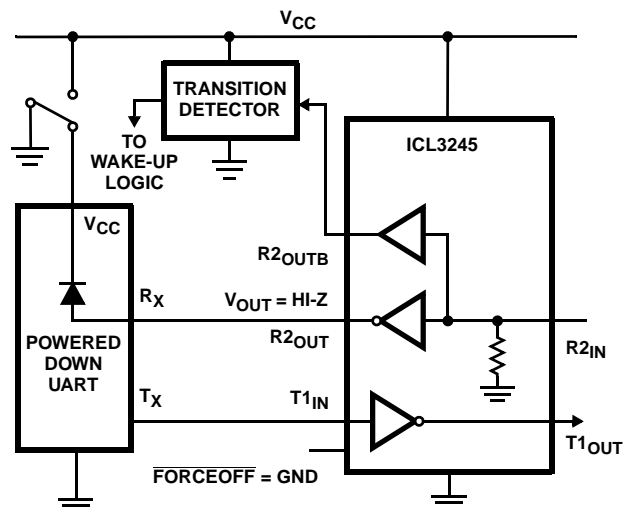 VCC
TRANSITION
DETECTOR
TO
WAKE-UP
LOGIC
ICL3245
VCC
R2OUTB
RX
VOUT = HI-Z
POWERED
DOWN
UART
R2OUT
R2IN
TX
T1IN
T1OUT
FORCEOFF = GND